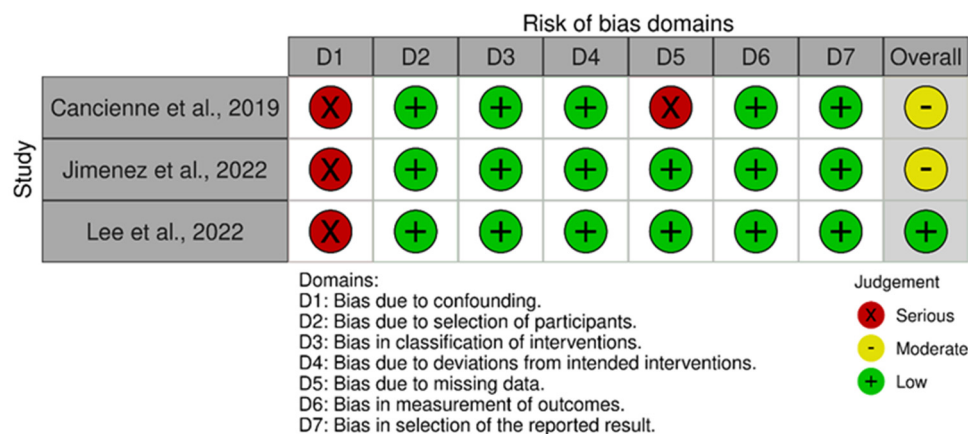 Risk of bias domains
D1 D2 D3 D4 D5 D6 D7 Overall
Study
Cancienne et al., 2019 X + + + X + + -
Jimenez et al., 2022 X + + + + + + -
Lee et al., 2022 X + + + + + + +
Domains:
D1: Bias due to confounding.
D2: Bias due to selection of participants.
D3: Bias in classification of interventions.
D4: Bias due to deviations from intended interventions.
D5: Bias due to missing data.
D6: Bias in measurement of outcomes.
D7: Bias in selection of the reported result.
Judgement
X Serious
- Moderate
+ Low